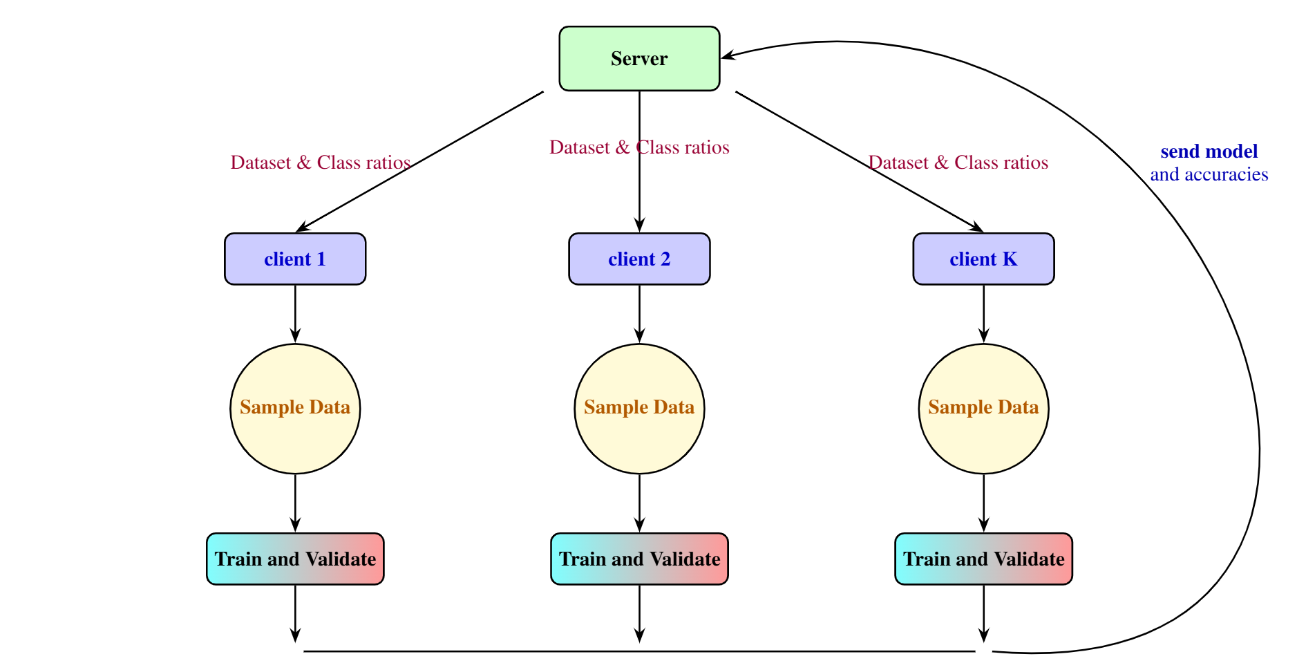 Server
Dataset & Class ratios
Dataset & Class ratios
Dataset & Class ratios
send model
and accuracies
client 1
client 2
client K
Sample Data
Sample Data
Sample Data
Train and Validate
Train and Validate
Train and Validate